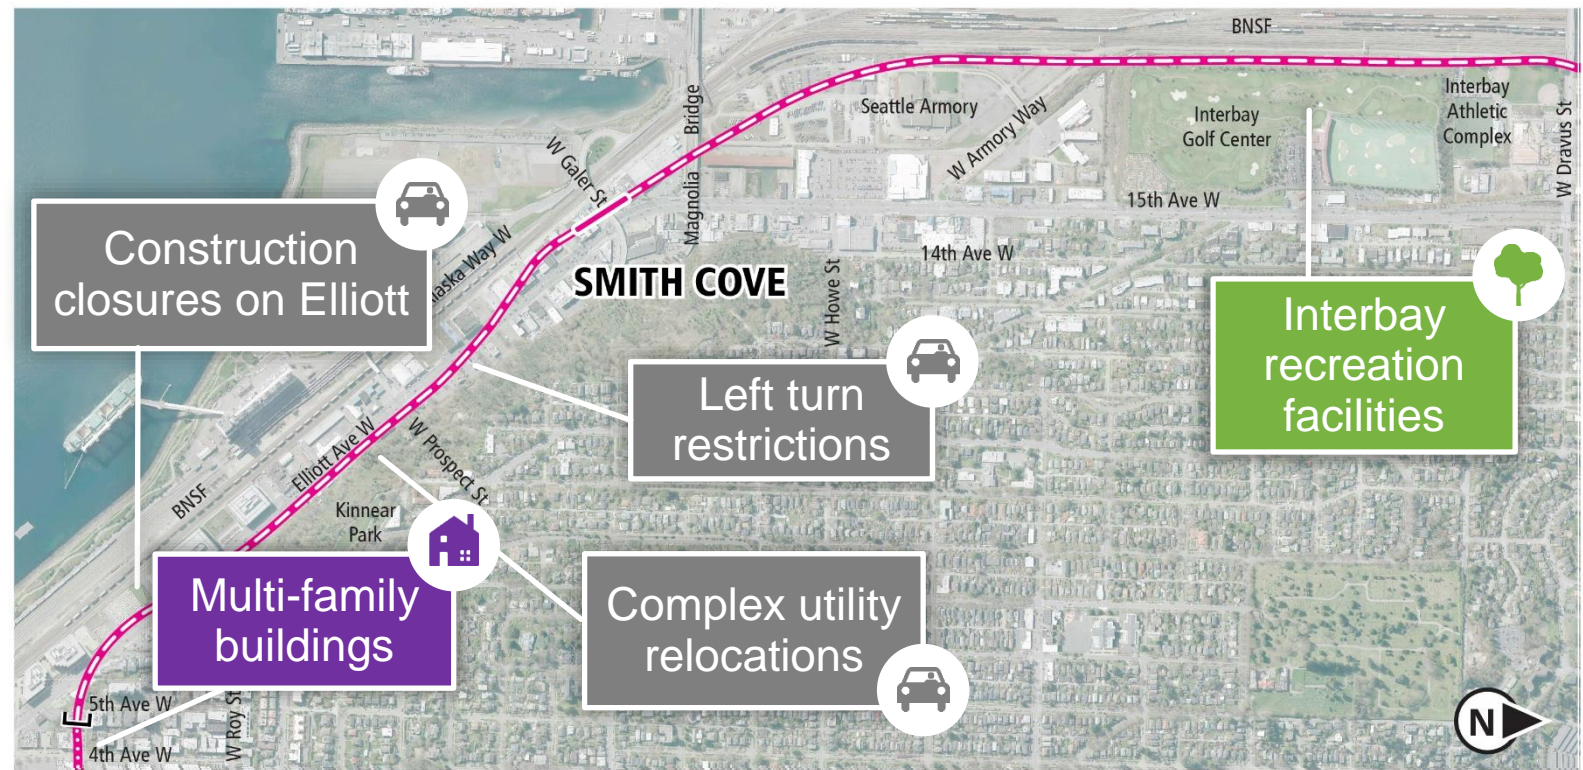 BNSF
Seattle Armory
W Armory Way
Interbay
Golf Center
Interbay
Athletic
Complex
W Dravus St
Magnolia Bridge
W Galer St
15th Ave W
14th Ave W
Construction
closures on Elliott
laska Way W
SMITH COVE
W Howe St
Interbay
recreation
facilities
Left turn
restrictions
Elliott Ave W
W Prospect St
BNSF
Kinnear
Park
Multi-family
buildings
Complex utility
relocations
5th Ave W
W Roy St
4th Ave W
N